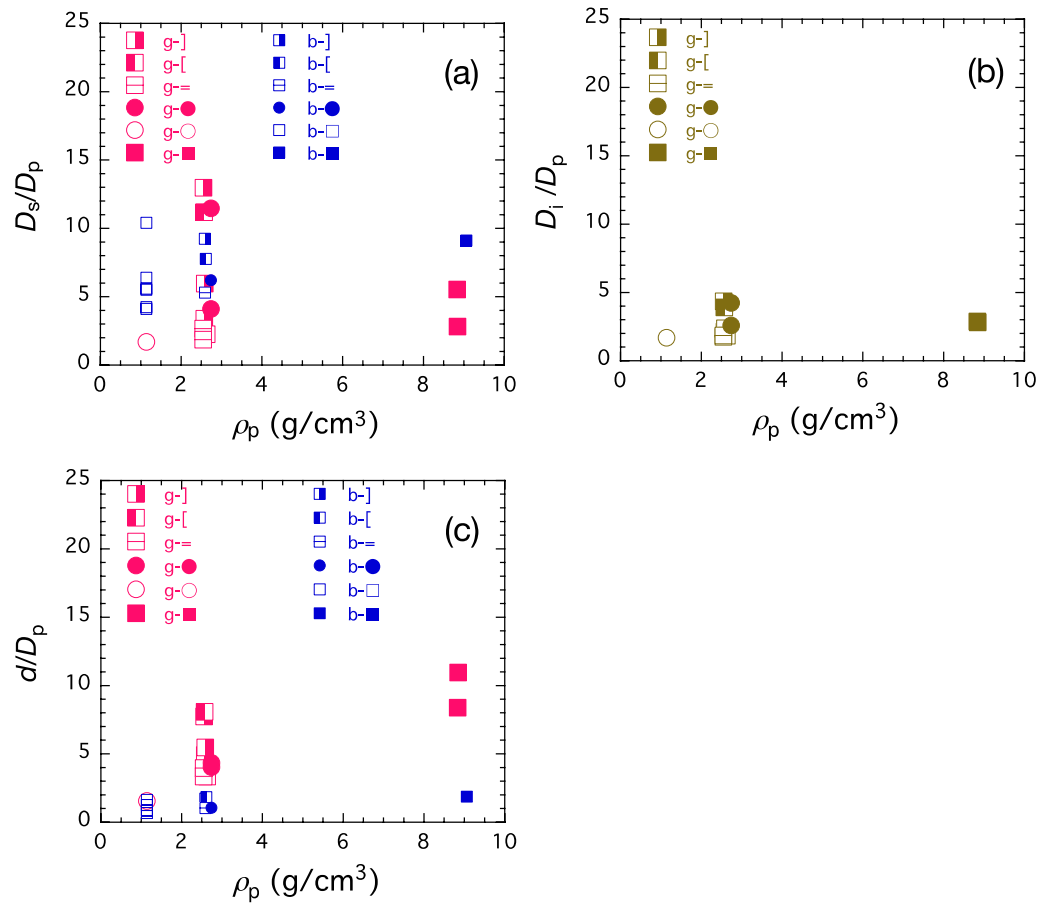 25
20
15
10
5
0
0 2 4 6 8 10
Ds/Dp
ρp (g/cm³)
(a)
g-]
g-[
g-=
g-●
g-○
g-■
b-]
b-[
b-=
b-●
b-□
b-■
25
20
15
10
5
0
0 2 4 6 8 10
Di /Dp
ρp (g/cm³)
(b)
g-]
g-[
g-=
g-●
g-○
g-■
25
20
15
10
5
0
0 2 4 6 8 10
d/Dp
ρp (g/cm³)
(c)
g-]
g-[
g-=
g-●
g-○
g-■
b-]
b-[
b-=
b-●
b-□
b-■